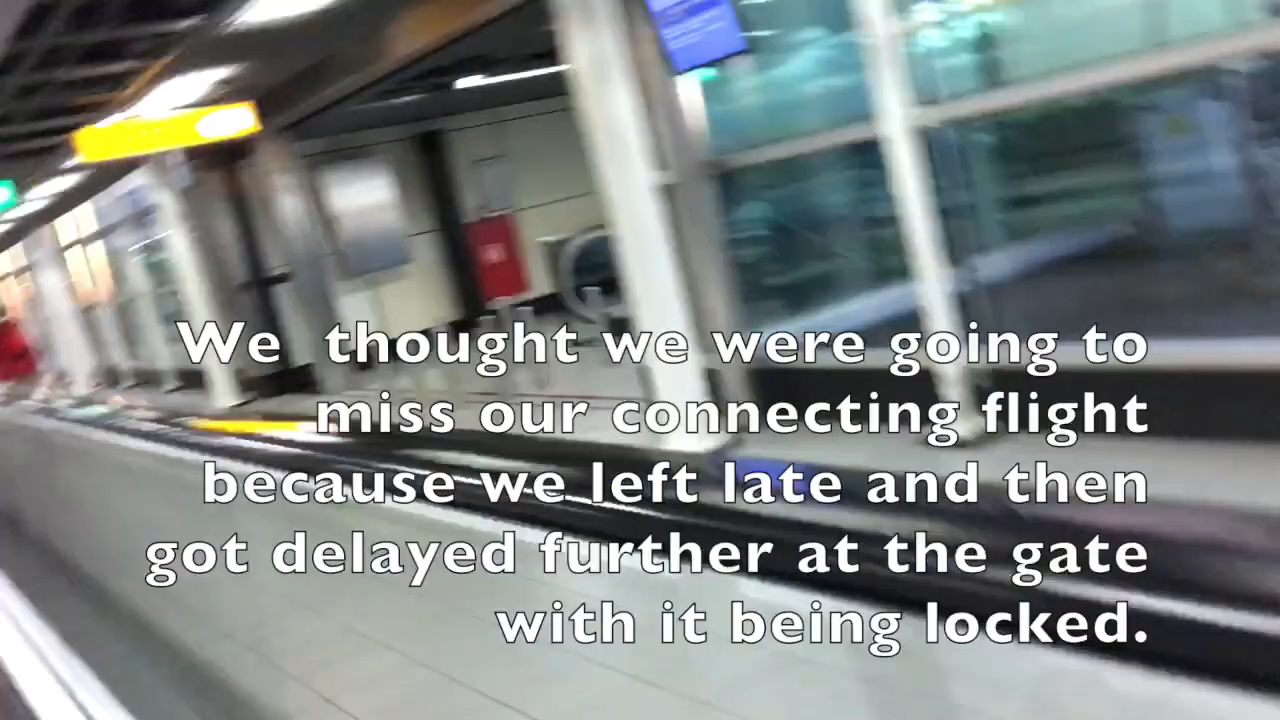 We  thought we were going to
miss our connecting flight
because we left late and then
got delayed further at the gate
with it being locked.